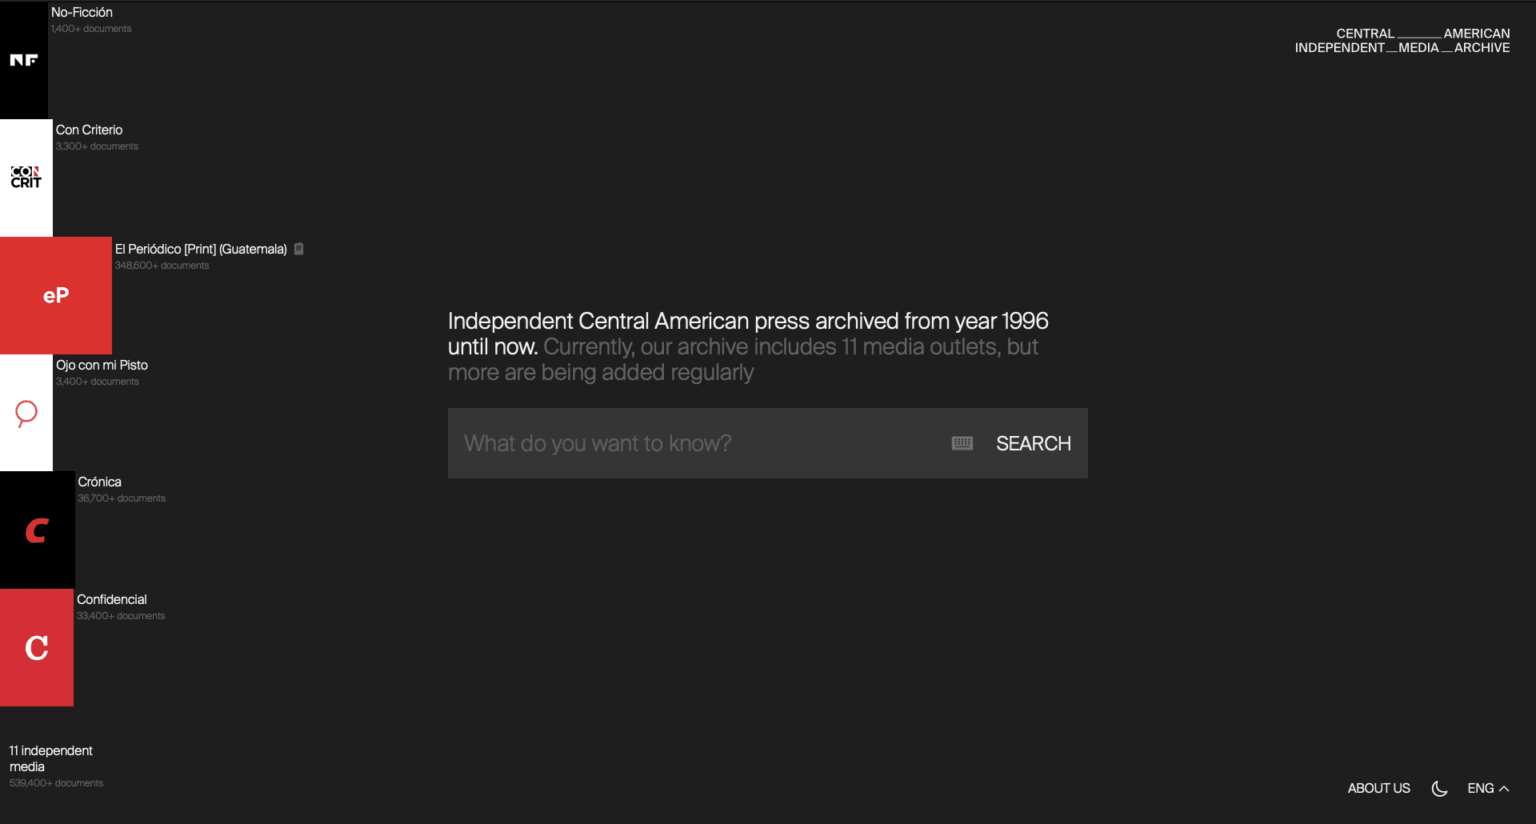 No-Ficción
1,400+ documents
NF
CENTRAL ______ AMERICAN
INDEPENDENT __ MEDIA __ ARCHIVE
Con Criterio
3,300+ documents
CON
CRIT
El Periódico [Print] (Guatemala)
348,600+ documents
eP
Independent Central American press archived from year 1996
until now. Currently, our archive includes 11 media outlets, but
more are being added regularly
Ojo con mi Pisto
3,400+ documents
What do you want to know?
SEARCH
Crónica
36,700+ documents
C
Confidencial
33,400+ documents
C
11 independent
media
539,400+ documents
ABOUT US
ENG